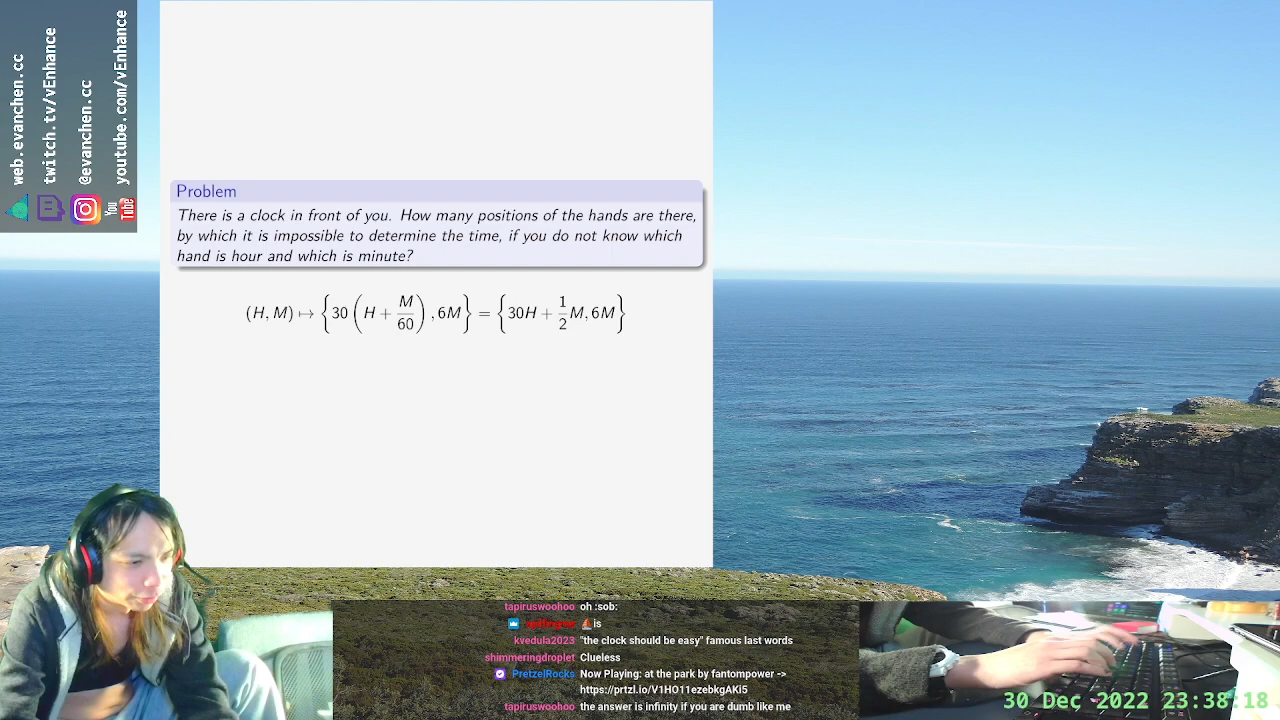 web.evanchen.cc
twitch.tv/vEnhance
@evanchen.cc
youtube.com/vEnhance
You
Tube
Problem
There is a clock in front of you. How many positions of the hands are there,
by which it is impossible to determine the time, if you do not know which
hand is hour and which is minute?
(H, M) ↦ {30 (H + M/60), 6M} = {30H + 1/2 M, 6M}
tapiruswoohoo oh :sob:
is
kvedula2023 "the clock should be easy" famous last words
shimmeringdroplet Clueless
PretzelRocks Now Playing: at the park by fantompower ->
https://prtzl.io/V1HO11ezebkgAKi5
tapiruswoohoo the answer is infinity if you are dumb like me
30 Dec 2022 23:38:18